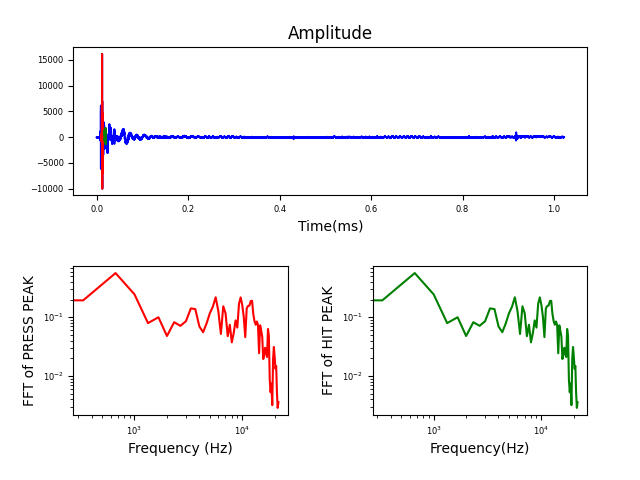 Amplitude
15000
10000
5000
0
−5000
−10000
0.0 0.2 0.4 0.6 0.8 1.0
Time(ms)
FFT of PRESS PEAK
10⁻¹
10⁻²
10³ 10⁴
Frequency (Hz)
FFT of HIT PEAK
10⁻¹
10⁻²
10³ 10⁴
Frequency(Hz)